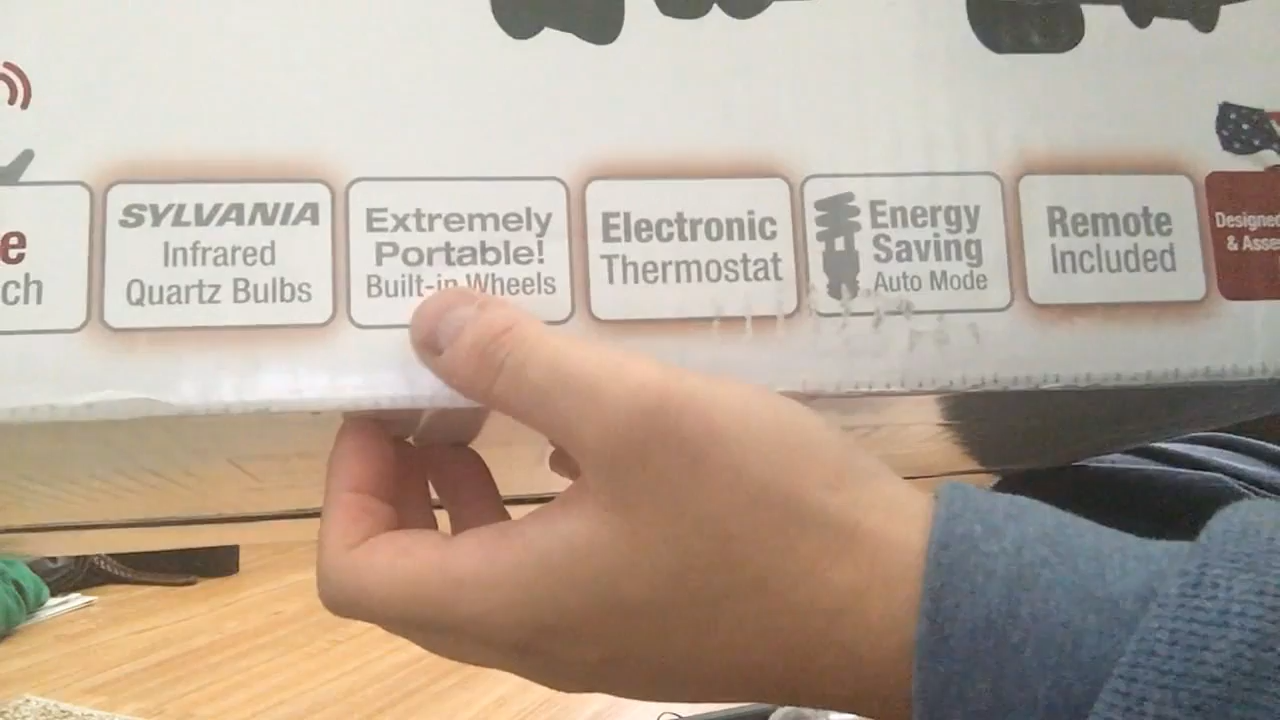 e
ch
SYLVANIA
Infrared
Quartz Bulbs
Extremely
Portable!
Built-in Wheels
Electronic
Thermostat
Energy
Saving
Auto Mode
Remote
Included
Designed
& Asse